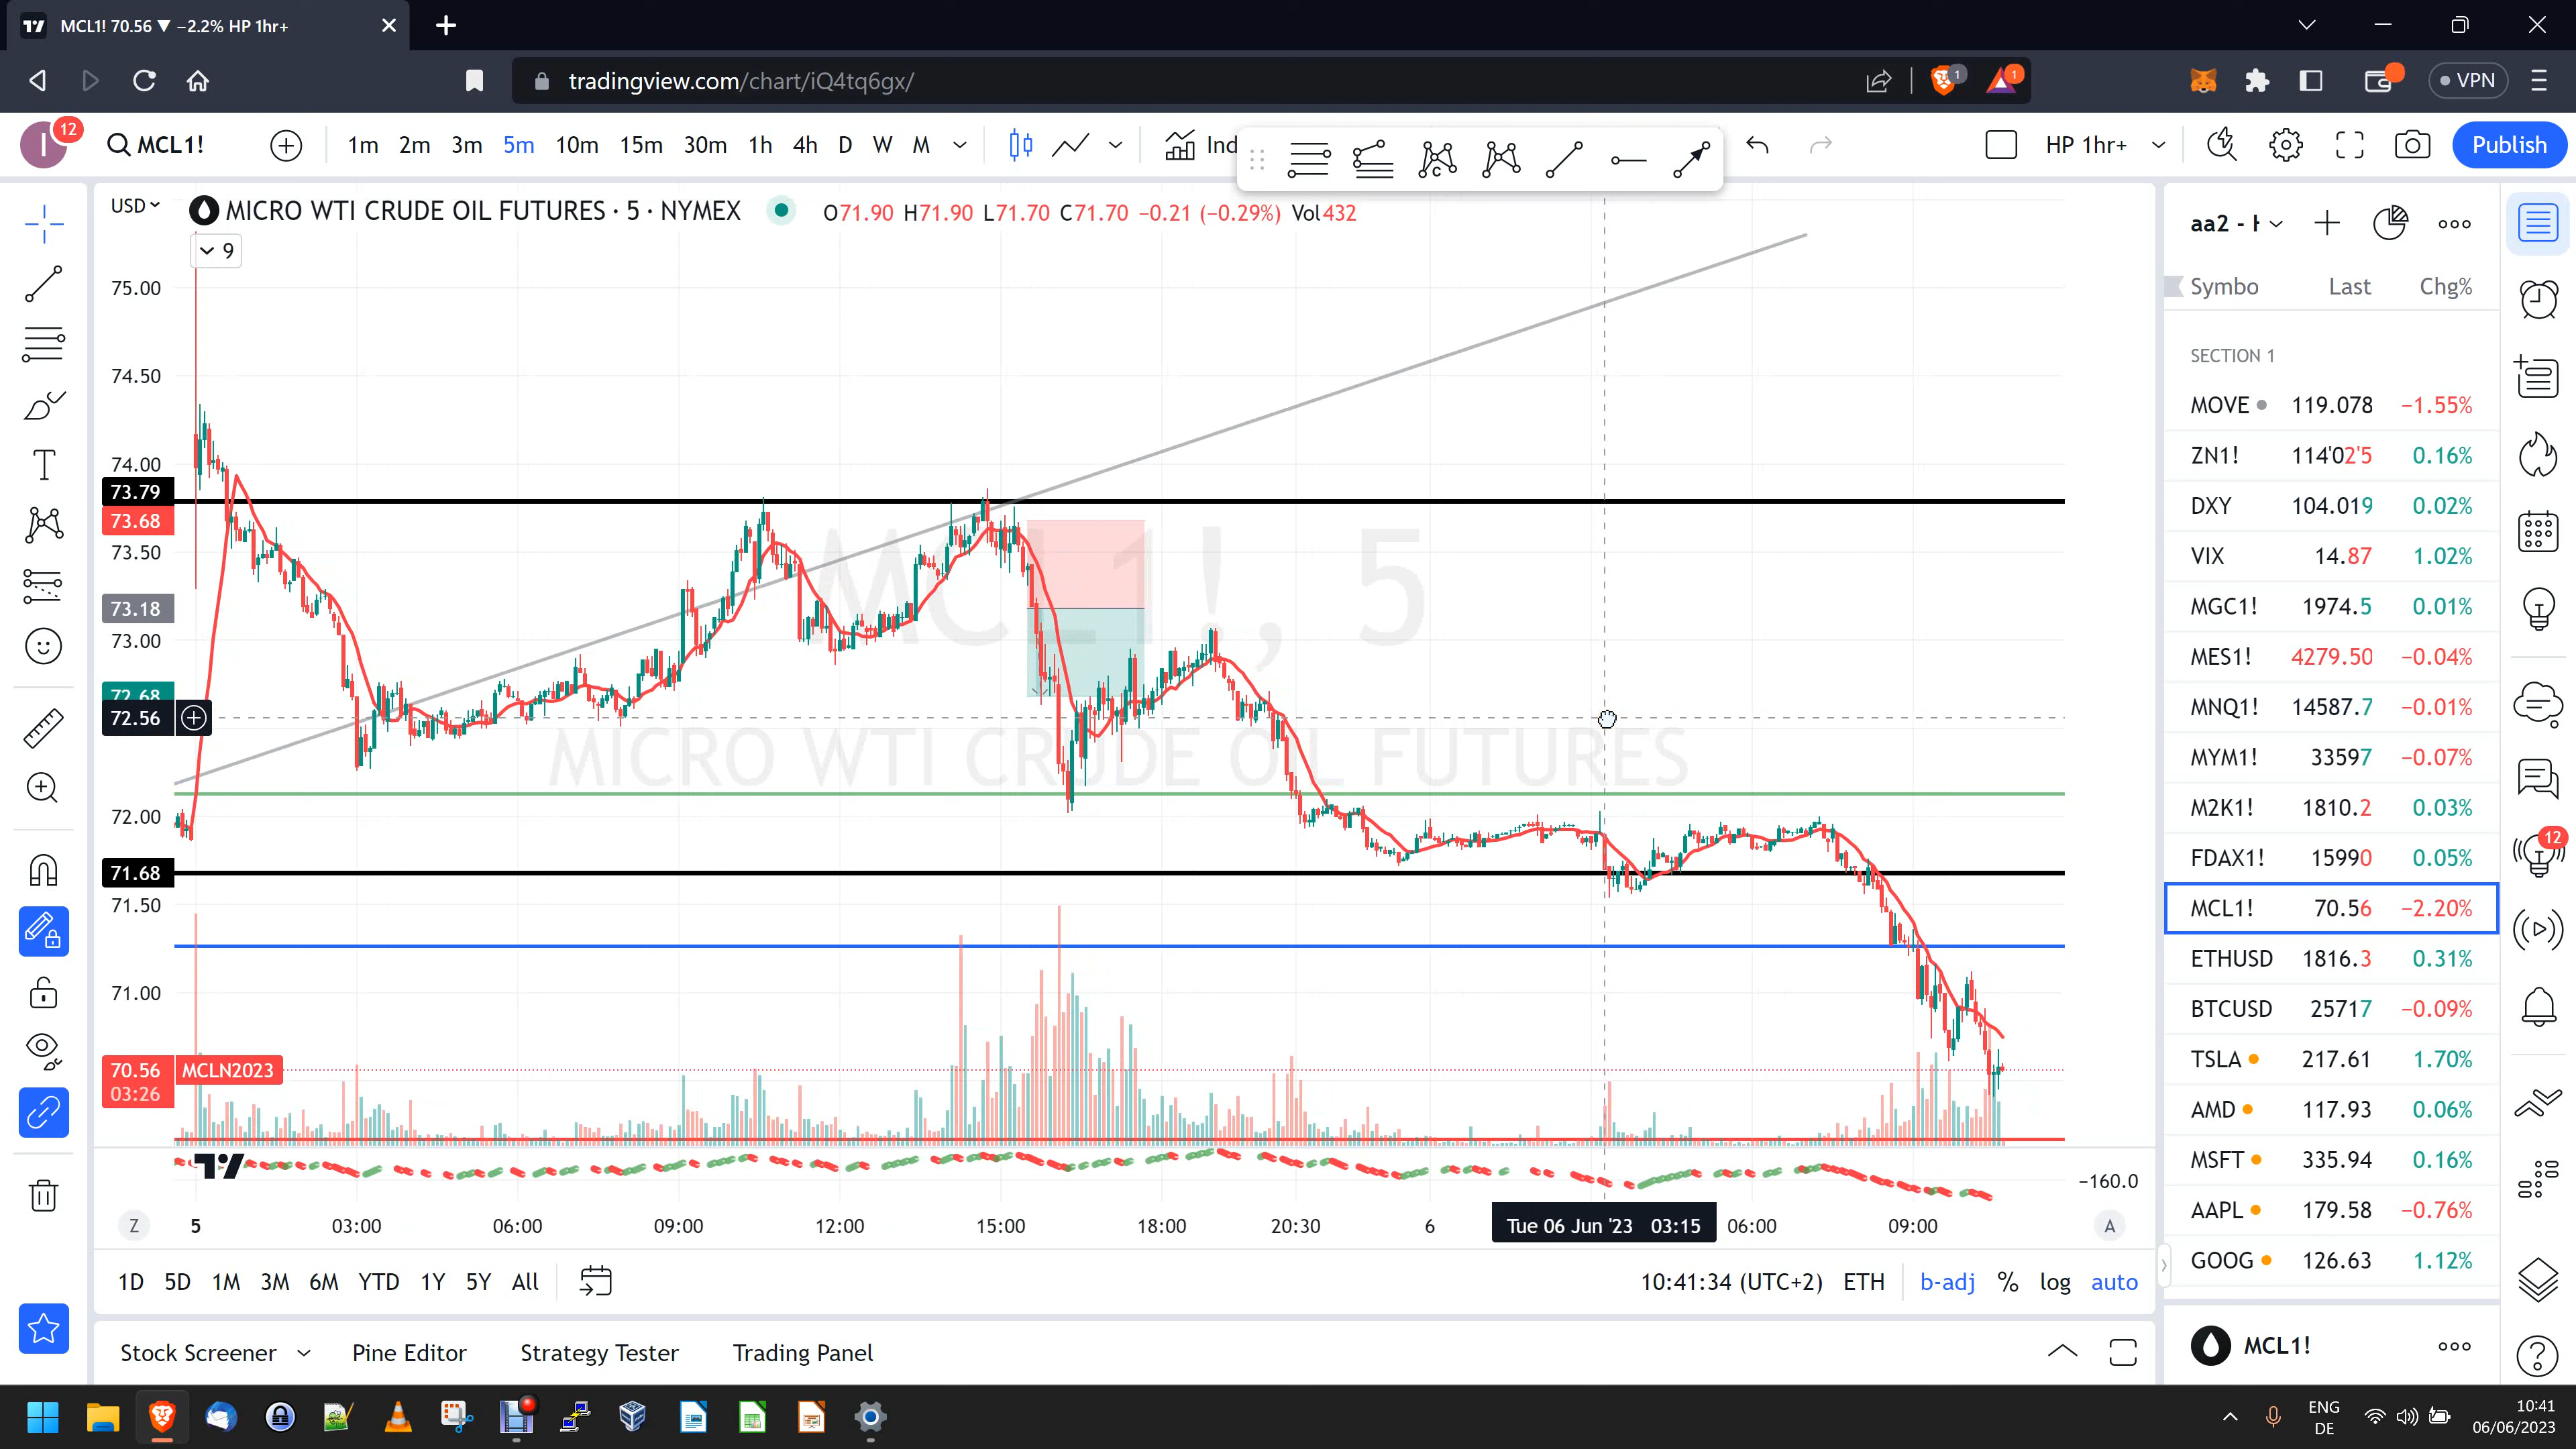 MCL1! 70.56 ▼ −2.2% HP 1hr+
tradingview.com/chart/iQ4tq6gx/
1
1
VPN
I
12
MCL1!
1m 2m 3m 5m 10m 15m 30m 1h 4h D W M
Ind
HP 1hr+
Publish
USD
MICRO WTI CRUDE OIL FUTURES · 5 · NYMEX
O71.90 H71.90 L71.70 C71.70 −0.21 (−0.29%) Vol432
9
75.00
74.50
74.00
73.79
73.68
73.50
73.18
73.00
72.68
72.56
72.00
71.68
71.50
71.00
70.56 MCLN2023
03:26
MCL1!, 5
MICRO WTI CRUDE OIL FUTURES
−160.0
Z 5 03:00 06:00 09:00 12:00 15:00 18:00 20:30 6 Tue 06 Jun '23 03:15 06:00 09:00 A
1D 5D 1M 3M 6M YTD 1Y 5Y All
10:41:34 (UTC+2) ETH b-adj % log auto
Stock Screener Pine Editor Strategy Tester Trading Panel
aa2 - H
Symbo Last Chg%
SECTION 1
MOVE 119.078 −1.55%
ZN1! 114'02'5 0.16%
DXY 104.019 0.02%
VIX 14.87 1.02%
MGC1! 1974.5 0.01%
MES1! 4279.50 −0.04%
MNQ1! 14587.7 −0.01%
MYM1! 33597 −0.07%
M2K1! 1810.2 0.03%
FDAX1! 15990 0.05%
MCL1! 70.56 −2.20%
ETHUSD 1816.3 0.31%
BTCUSD 25717 −0.09%
TSLA 217.61 1.70%
AMD 117.93 0.06%
MSFT 335.94 0.16%
AAPL 179.58 −0.76%
GOOG 126.63 1.12%
MCL1!
12
ENG
DE
10:41
06/06/2023